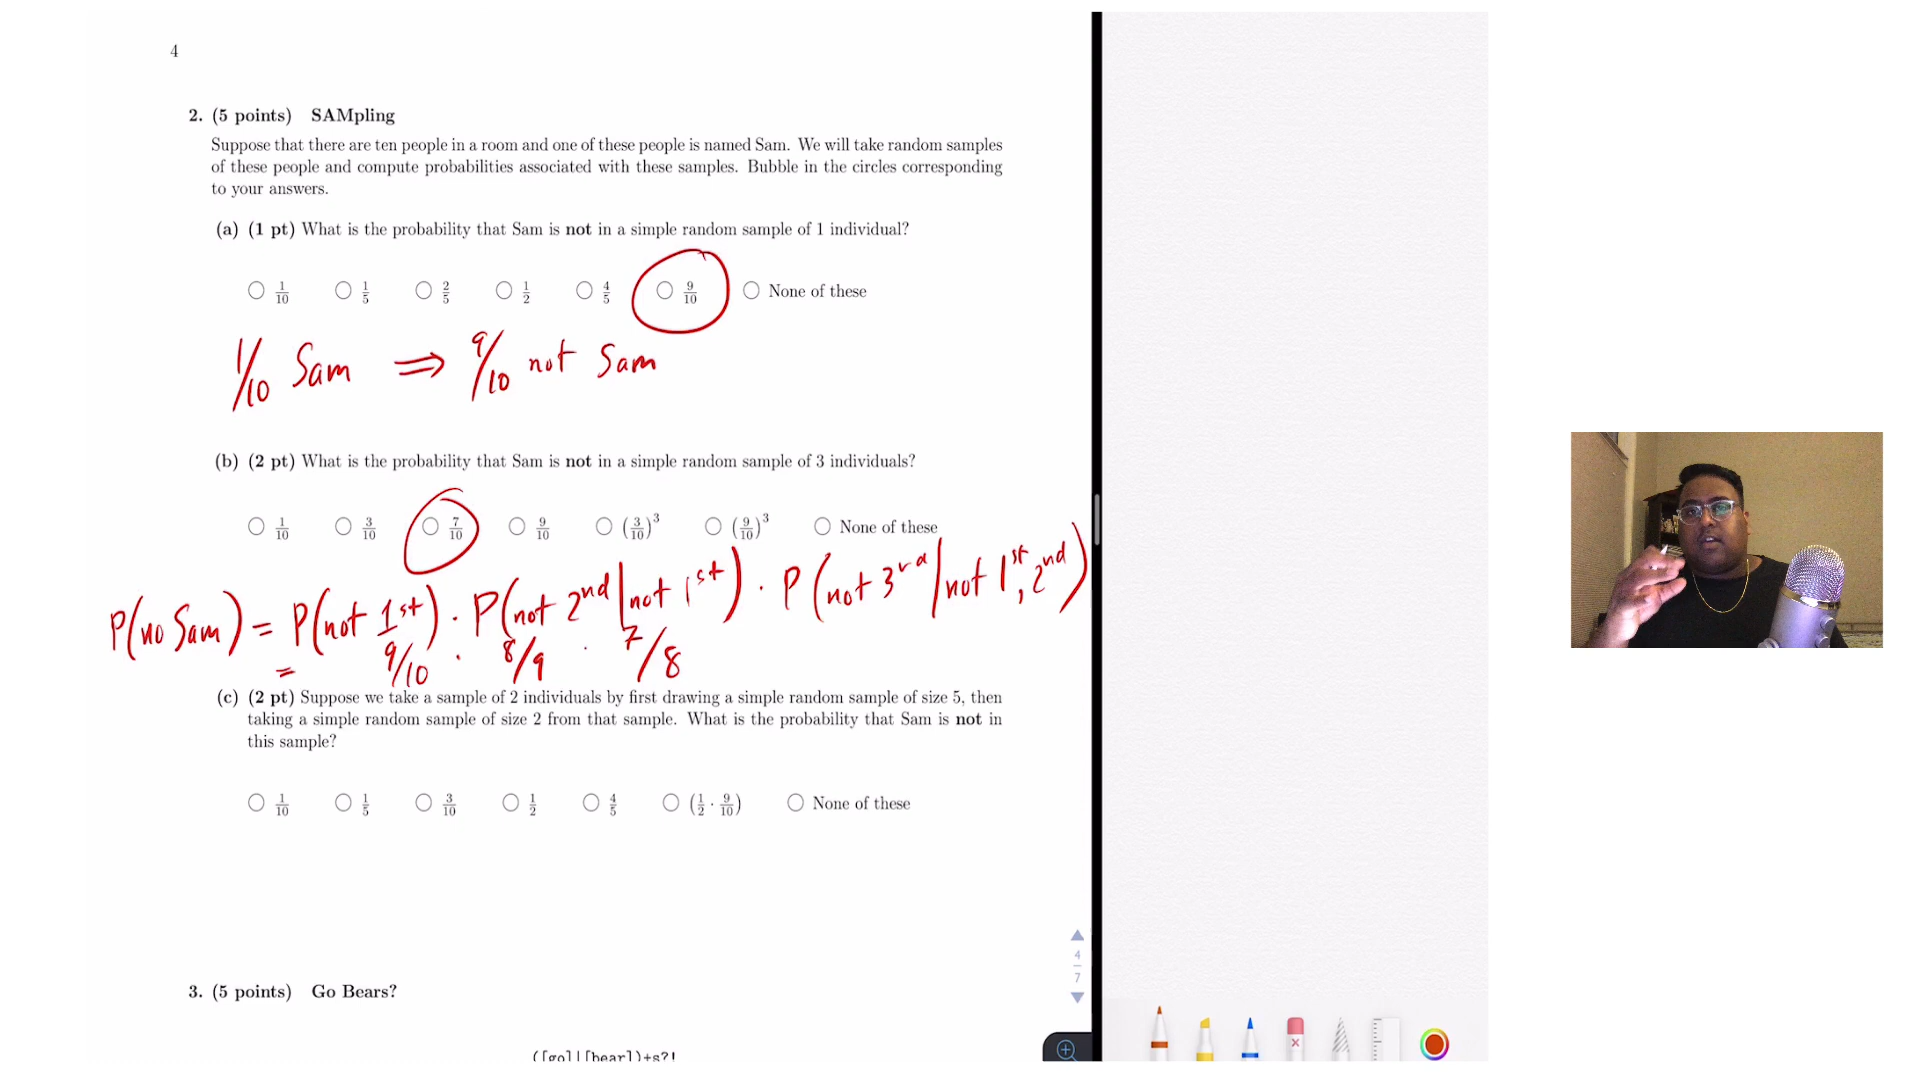 4
2. (5 points) SAMpling
Suppose that there are ten people in a room and one of these people is named Sam. We will take random samples
of these people and compute probabilities associated with these samples. Bubble in the circles corresponding
to your answers.
(a) (1 pt) What is the probability that Sam is not in a simple random sample of 1 individual?
○ 1/10 ○ 1/5 ○ 2/5 ○ 1/2 ○ 4/5 ○ 9/10 ○ None of these
1/10 Sam ⟹ 9/10 not Sam
(b) (2 pt) What is the probability that Sam is not in a simple random sample of 3 individuals?
○ 1/10 ○ 3/10 ○ 7/10 ○ 9/10 ○ (3/10)³ ○ (9/10)³ ○ None of these
P(no Sam) = P(not 1st) · P(not 2nd | not 1st) · P(not 3rd | not 1st, 2nd)
= 9/10 · 8/9 · 7/8
(c) (2 pt) Suppose we take a sample of 2 individuals by first drawing a simple random sample of size 5, then
taking a simple random sample of size 2 from that sample. What is the probability that Sam is not in
this sample?
○ 1/10 ○ 1/5 ○ 3/10 ○ 1/2 ○ 4/5 ○ (1/2 · 9/10) ○ None of these
4
7
3. (5 points) Go Bears?
([go]|[bear])+s?!